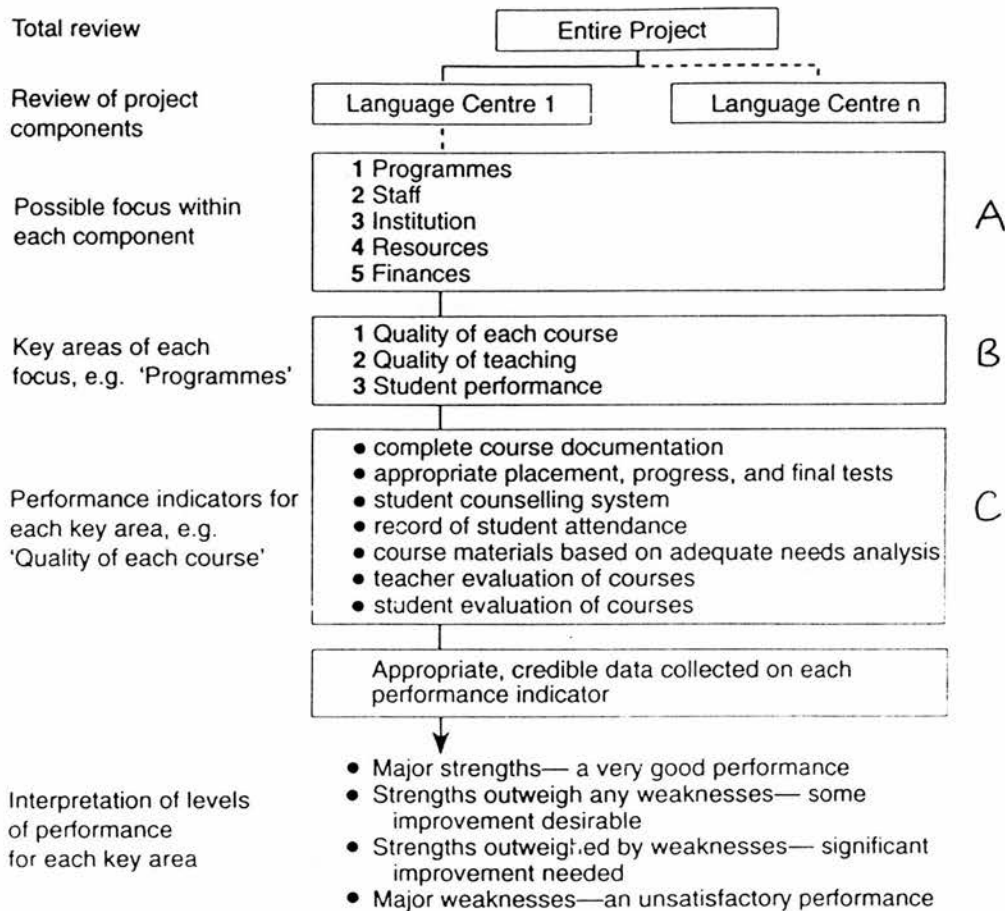 Total review
Entire Project
Review of project
components
Language Centre 1
Language Centre n
Possible focus within
each component
1 Programmes
2 Staff
3 Institution
4 Resources
5 Finances
A
Key areas of each
focus, e.g. 'Programmes'
1 Quality of each course
2 Quality of teaching
3 Student performance
B
Performance indicators for
each key area, e.g.
'Quality of each course'
• complete course documentation
• appropriate placement, progress, and final tests
• student counselling system
• record of student attendance
• course materials based on adequate needs analysis
• teacher evaluation of courses
• student evaluation of courses
C
Appropriate, credible data collected on each
performance indicator
Interpretation of levels
of performance
for each key area
• Major strengths— a very good performance
• Strengths outweigh any weaknesses— some
improvement desirable
• Strengths outweighed by weaknesses— significant
improvement needed
• Major weaknesses—an unsatisfactory performance